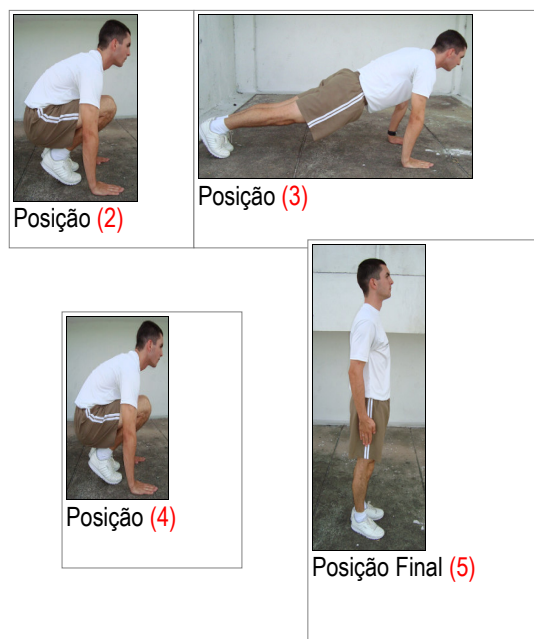 Posição (2)
Posição (3)
Posição (4)
Posição Final (5)